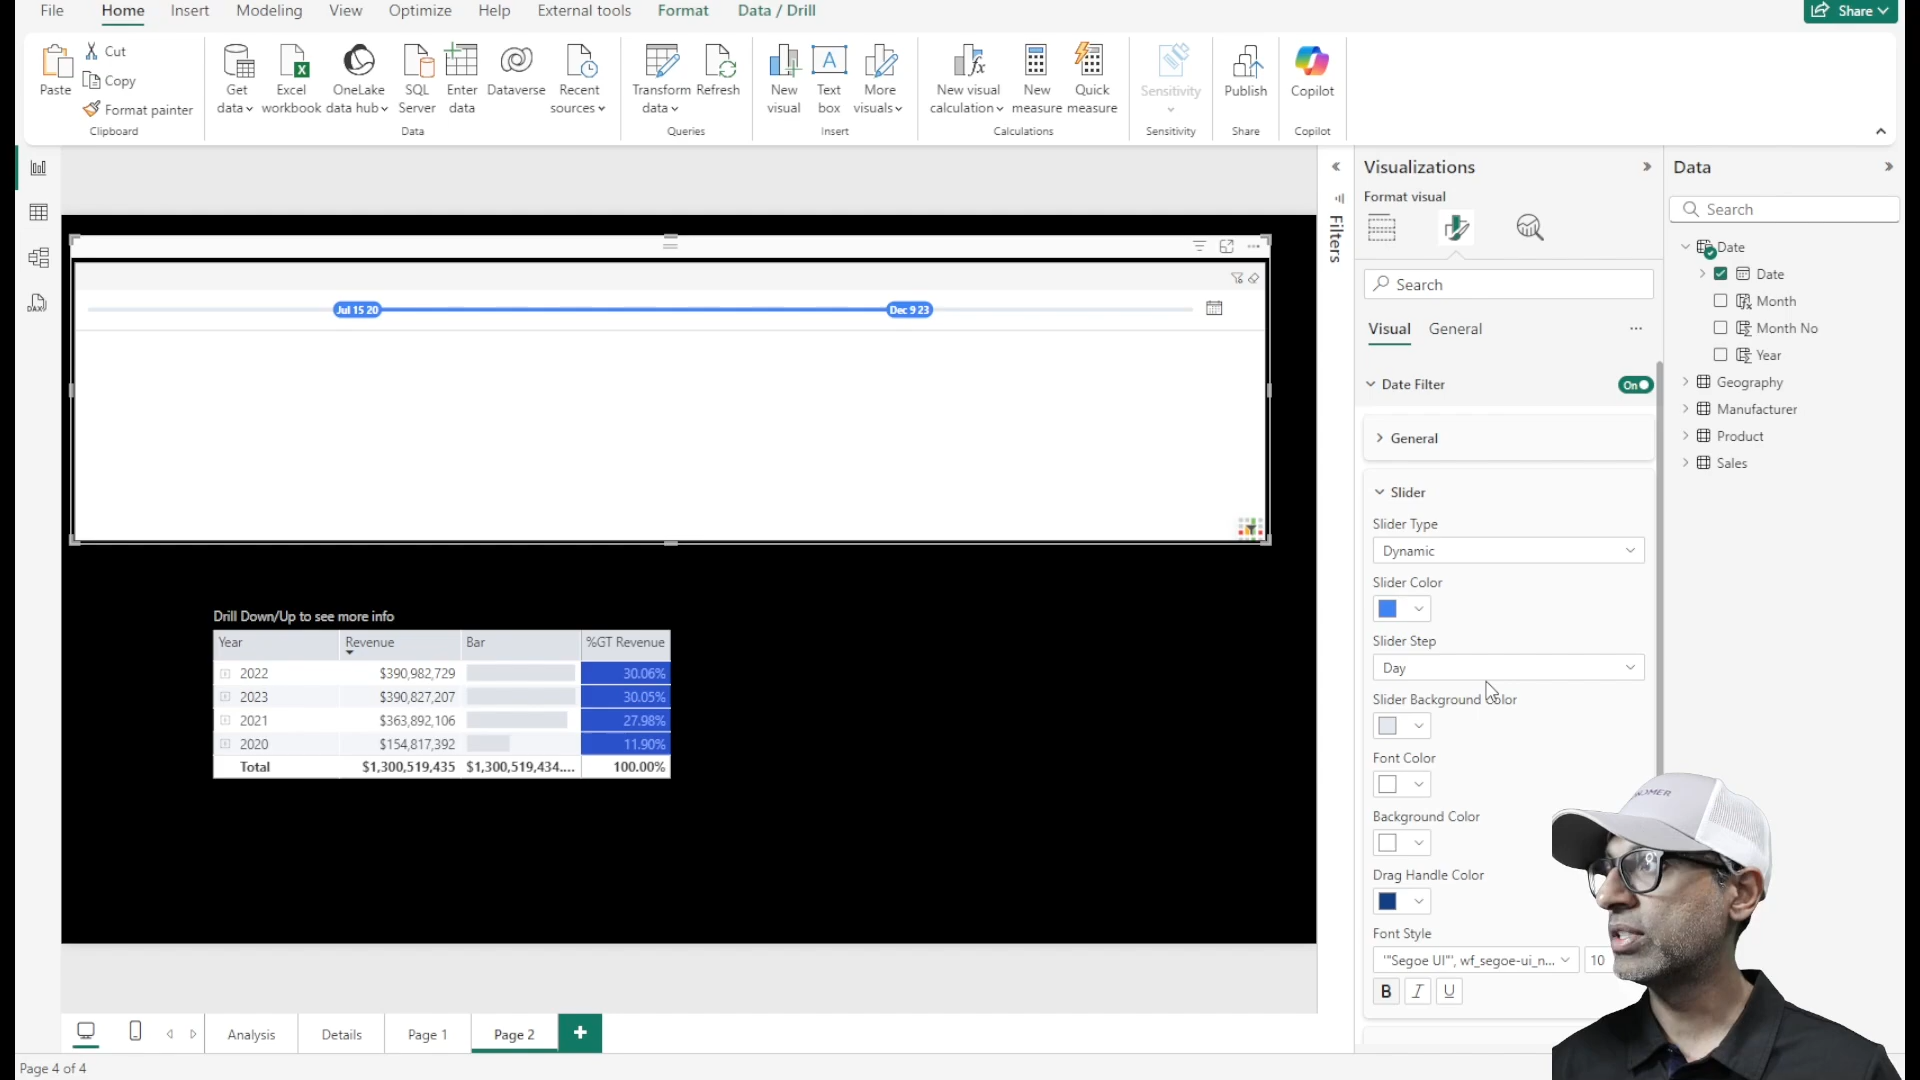 File Home Insert Modeling View Optimize Help External tools Format Data / Drill
Share
Paste
Cut
Copy
Format painter
Clipboard
Get data
Excel workbook
OneLake data hub
SQL Server
Enter data
Dataverse
Recent sources
Data
Transform data
Refresh
Queries
New visual
Text box
More visuals
Insert
New visual calculation
New measure
Quick measure
Calculations
Sensitivity
Sensitivity
Publish
Share
Copilot
Copilot
DAX
Jul 15 20
Dec 9 23
Drill Down/Up to see more info
Year Revenue Bar %GT Revenue
2022 $390,982,729 30.06%
2023 $390,827,207 30.05%
2021 $363,892,106 27.98%
2020 $154,817,392 11.90%
Total $1,300,519,435 $1,300,519,434.... 100.00%
Filters
Visualizations
Format visual
Search
Visual General
Date Filter
On
General
Slider
Slider Type
Dynamic
Slider Color
Slider Step
Day
Slider Background Color
Font Color
Background Color
Drag Handle Color
Font Style
'"Segoe UI"', wf_segoe-ui_n... 10
B I U
Data
Search
Date
Date
Month
Month No
Year
Geography
Manufacturer
Product
Sales
Analysis Details Page 1 Page 2
Page 4 of 4